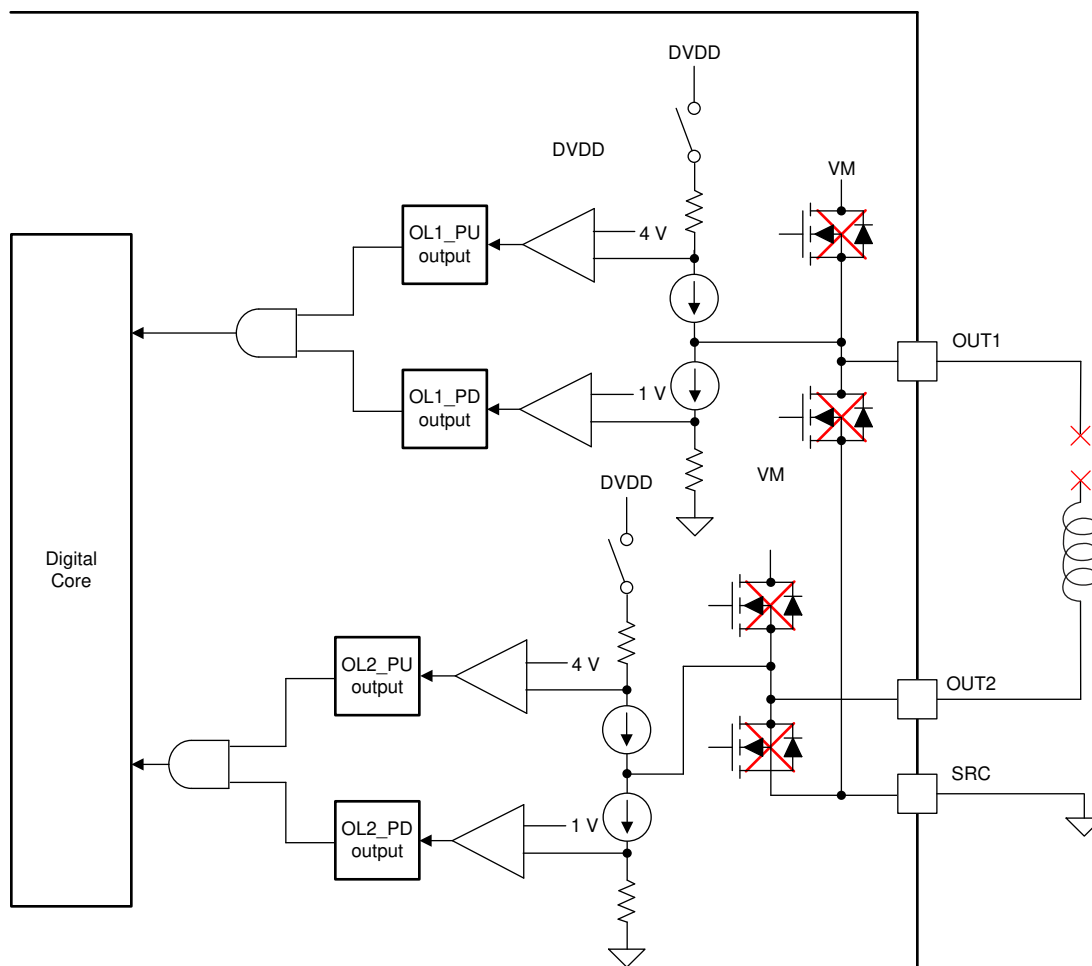 DVDD
DVDD
VM
OL1_PU
output
4 V
OUT1
OL1_PD
output
1 V
VM
DVDD
Digital
Core
OL2_PU
output
4 V
OUT2
SRC
OL2_PD
output
1 V